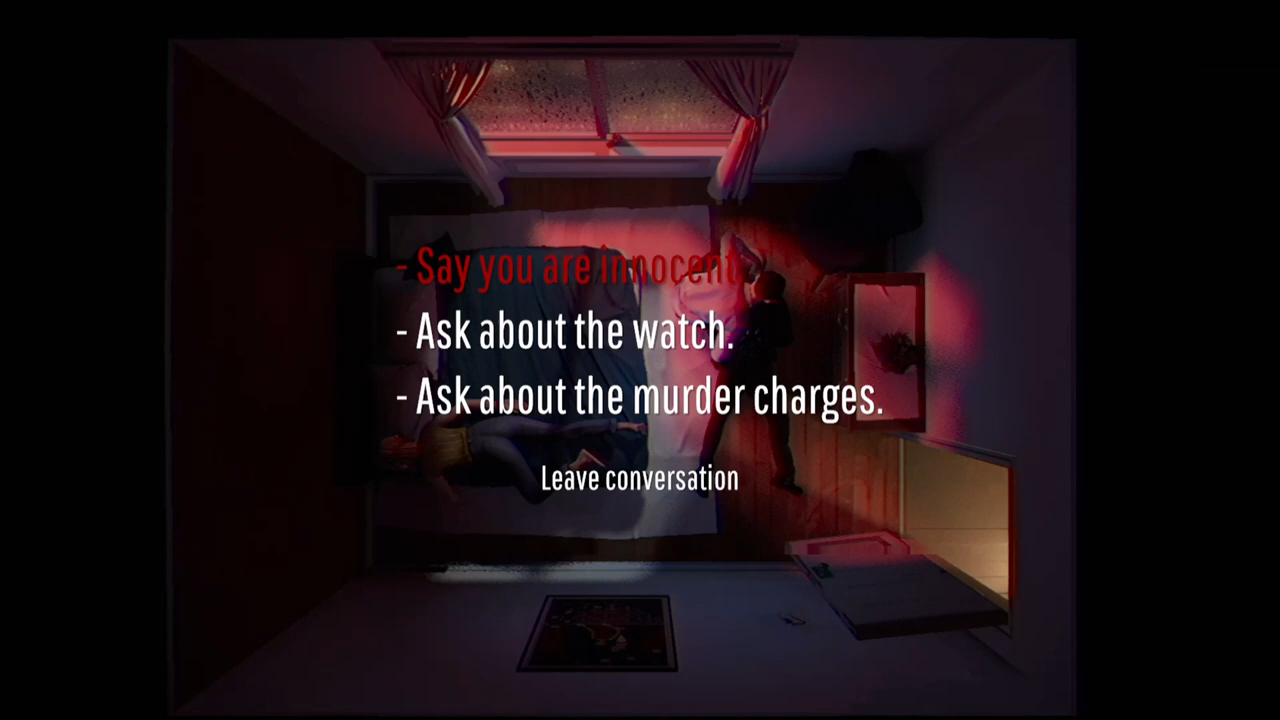 - Say you are innocent.
- Ask about the watch.
- Ask about the murder charges.
Leave conversation